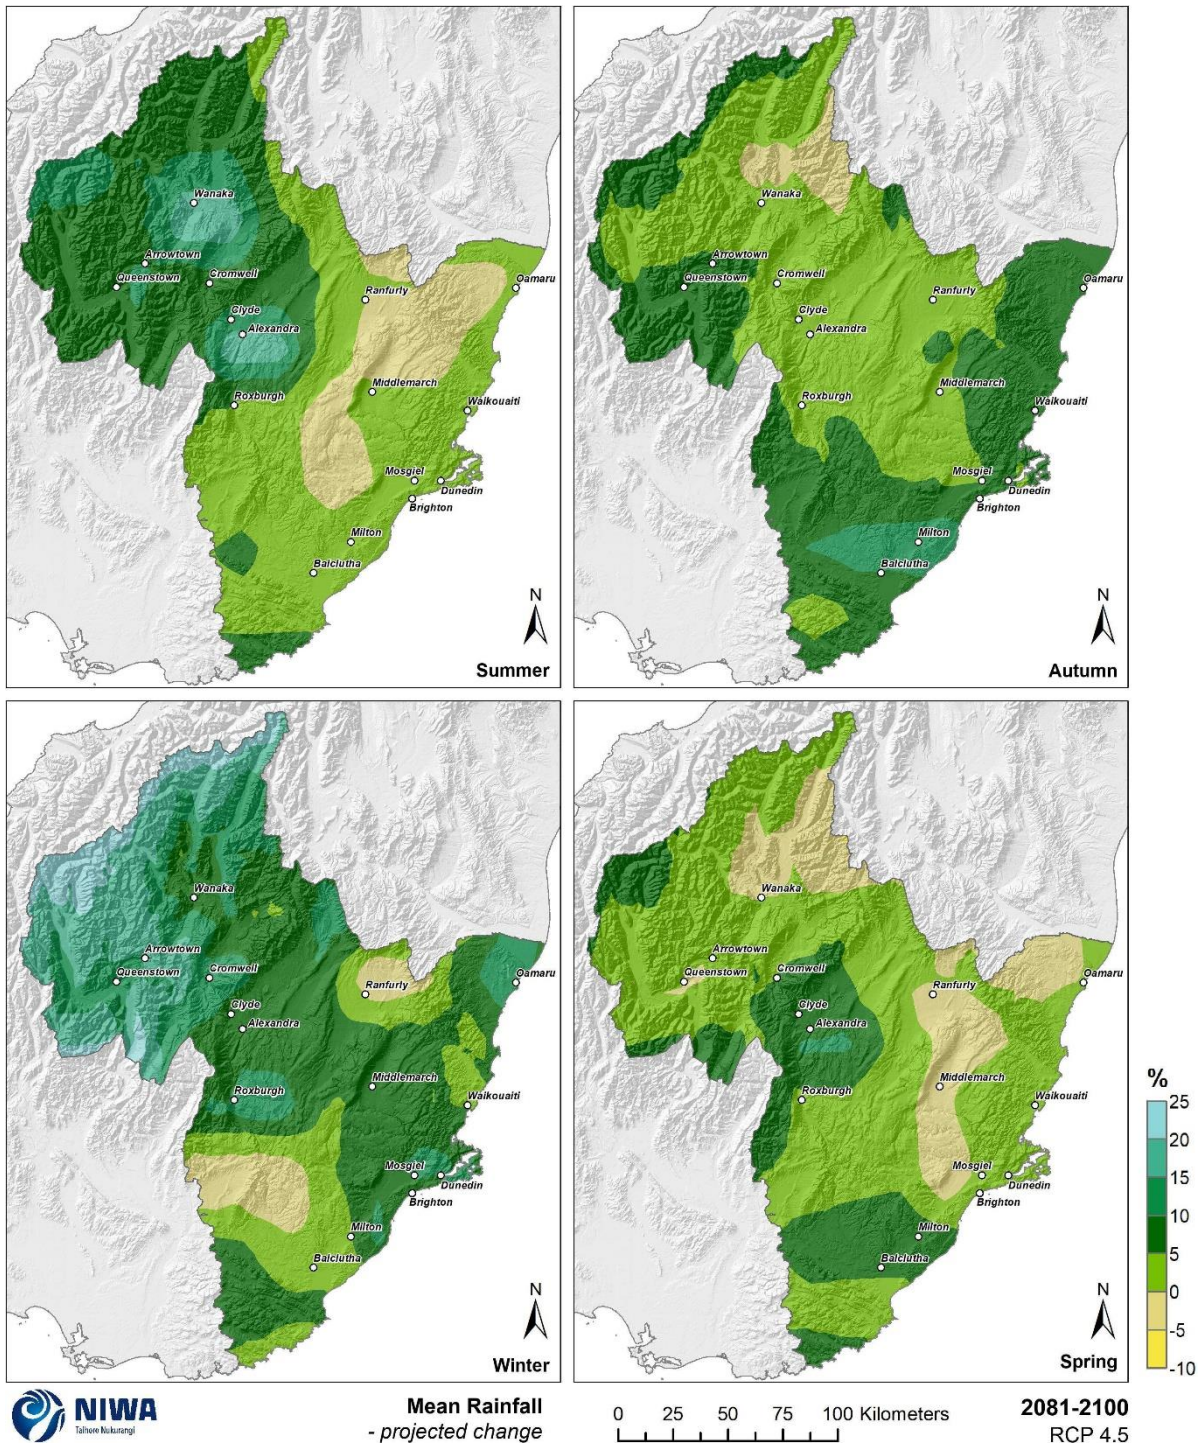 Wanaka
Arrowtown
Queenstown
Cromwell
Oamaru
Ranfurly
Clyde
Alexandra
Middlemarch
Roxburgh
Waikouaiti
Mosgiel
Dunedin
Brighton
Milton
Balclutha
N
Summer
Wanaka
Arrowtown
Queenstown
Cromwell
Oamaru
Ranfurly
Clyde
Alexandra
Middlemarch
Roxburgh
Waikouaiti
Mosgiel
Dunedin
Brighton
Milton
Balclutha
N
Autumn
Wanaka
Arrowtown
Queenstown
Cromwell
Oamaru
Ranfurly
Clyde
Alexandra
Middlemarch
Roxburgh
Waikouaiti
Mosgiel
Dunedin
Brighton
Milton
Balclutha
N
Winter
Wanaka
Arrowtown
Queenstown
Cromwell
Oamaru
Ranfurly
Clyde
Alexandra
Middlemarch
Roxburgh
Waikouaiti
Mosgiel
Dunedin
Brighton
Milton
Balclutha
N
Spring
%
25
20
15
10
5
0
-5
-10
NIWA
Taihoro Nukurangi
Mean Rainfall
- projected change
0 25 50 75 100 Kilometers
2081-2100
RCP 4.5